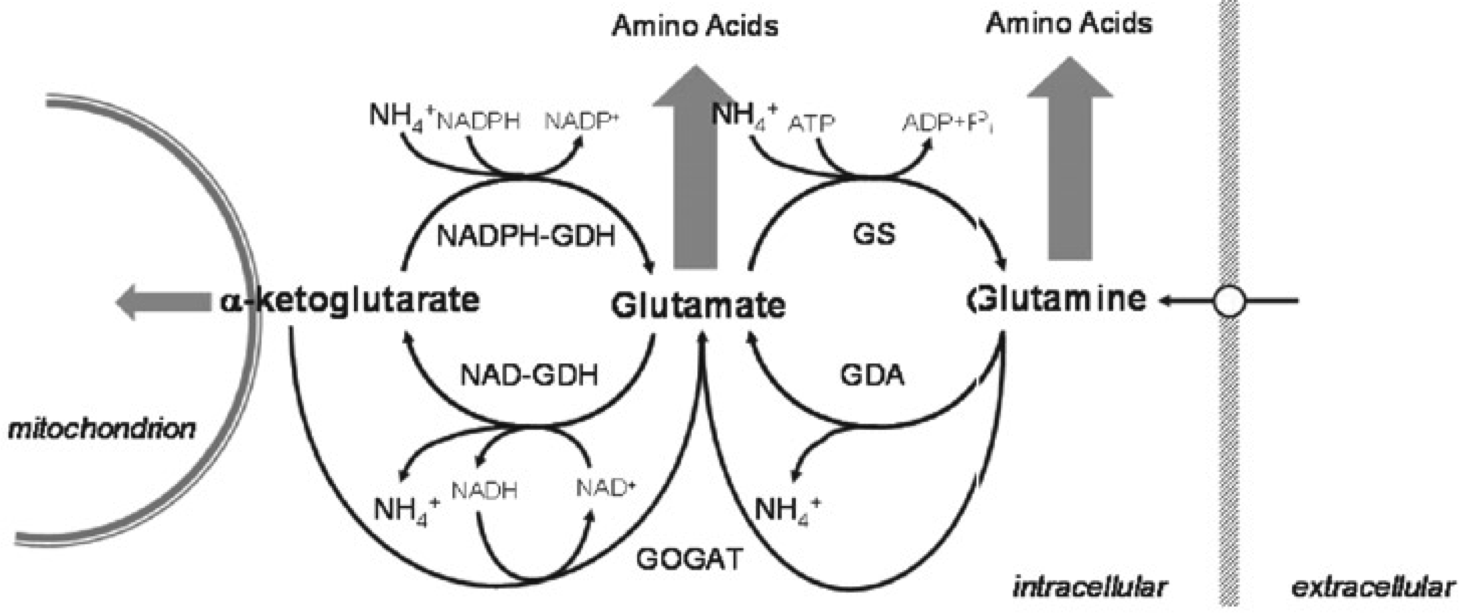 Amino Acids
Amino Acids
NH₄⁺ NADPH NADP⁺
NH₄⁺ ATP ADP+Pᵢ
NADPH-GDH
GS
α-ketoglutarate
Glutamate
Glutamine
NAD-GDH
GDA
mitochondrion
NH₄⁺ NADH NAD⁺
NH₄⁺
GOGAT
intracellular
extracellular